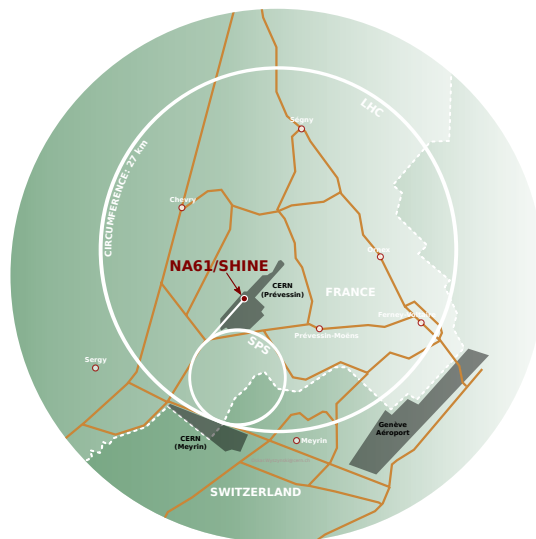 LHC
Ségny
CIRCUMFERENCE: 27 km
Chevry
Ornex
NA61/SHINE
CERN
(Prévessin)
FRANCE
Ferney-Voltaire
Prévessin-Moëns
SPS
Sergy
Genève
Aéroport
CERN
(Meyrin)
Meyrin
SWITZERLAND